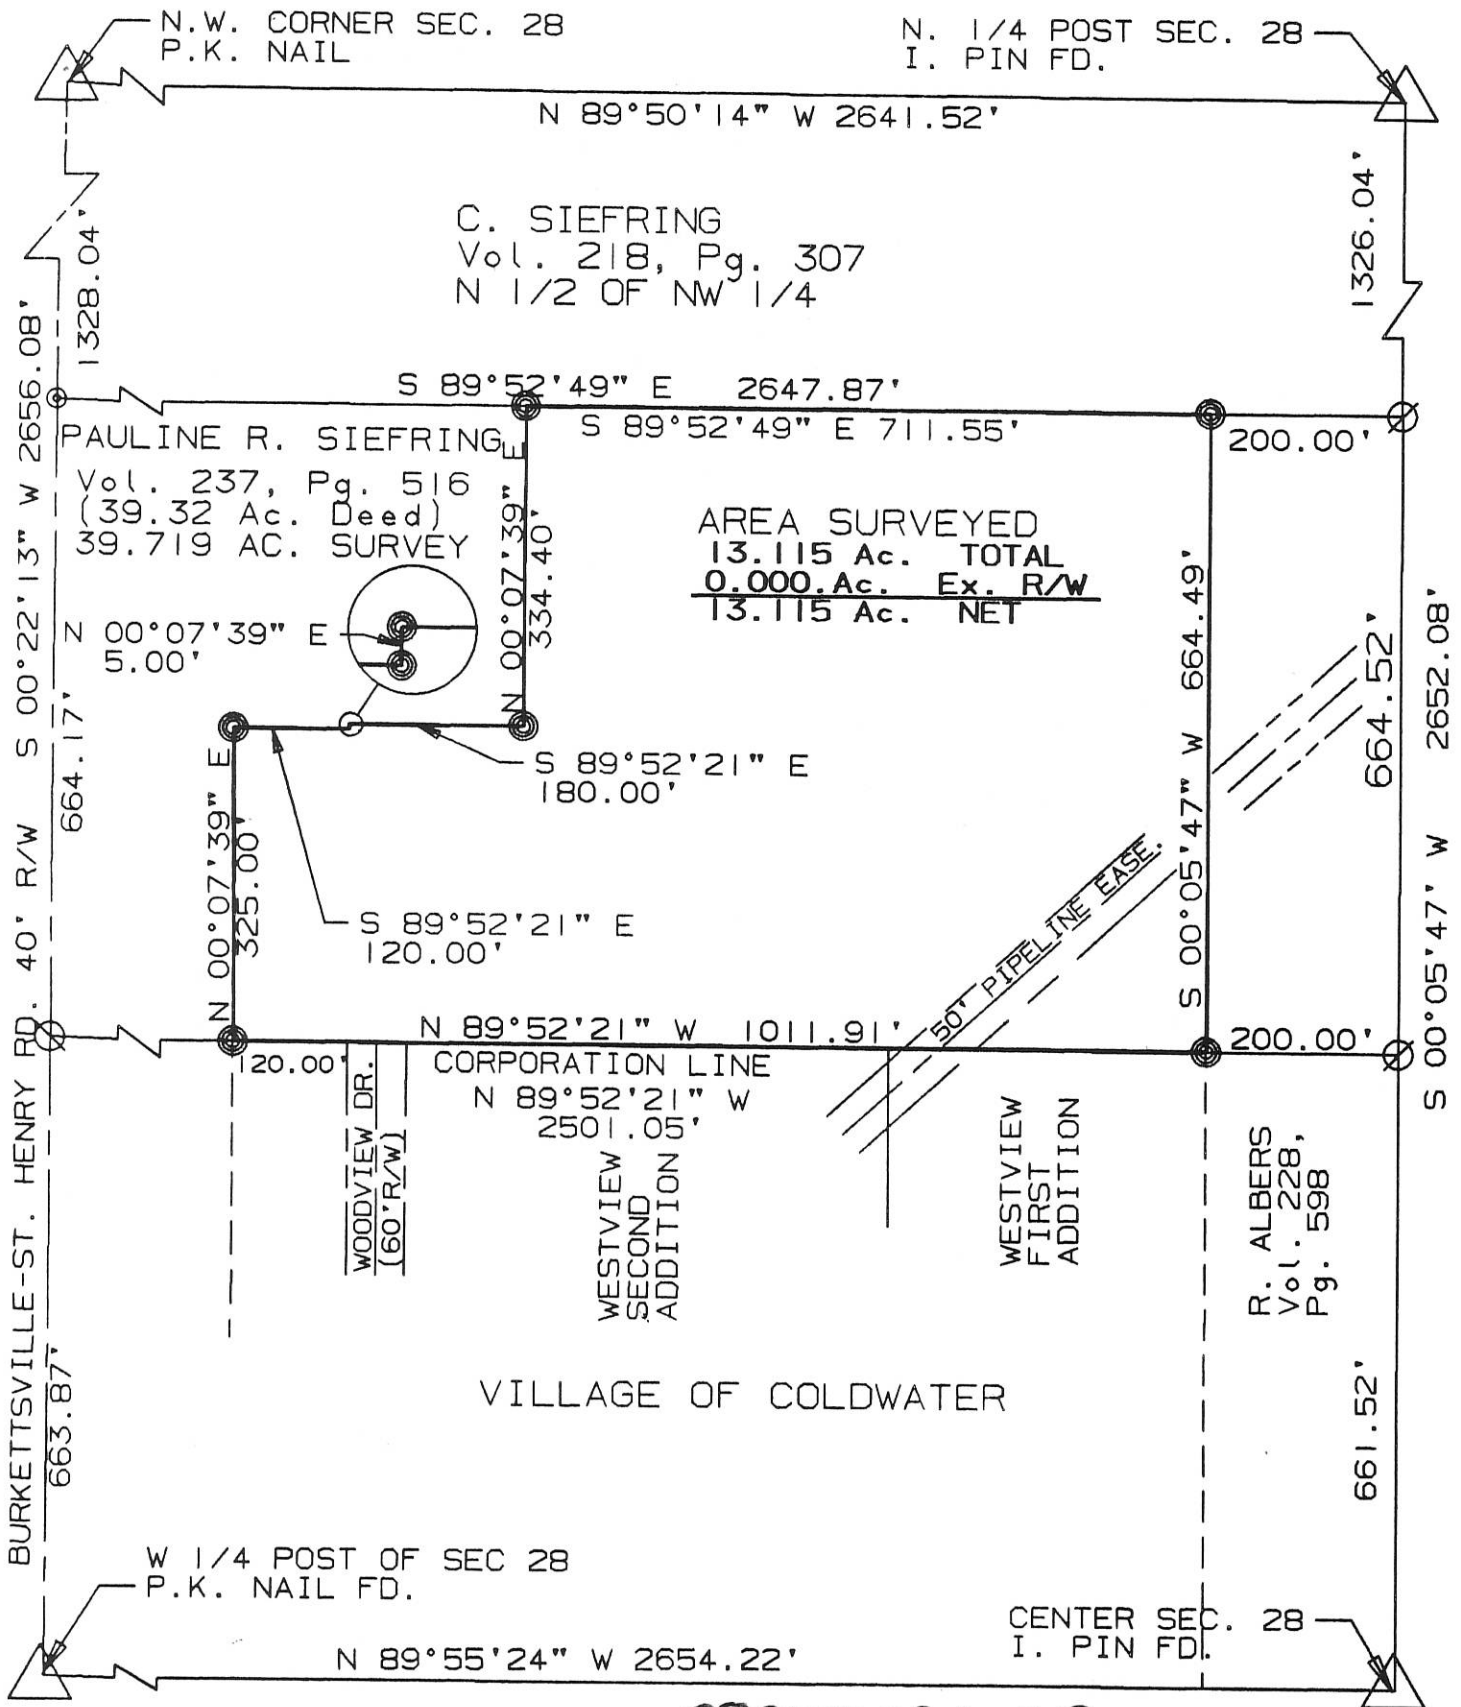 N.W. CORNER SEC. 28
P.K. NAIL
N. 1/4 POST SEC. 28
I. PIN FD.
N 89°50'14" W 2641.52'
1328.04'
1326.04'
C. SIEFRING
Vol. 218, Pg. 307
N 1/2 OF NW 1/4
S 89°52'49" E 2647.87'
S 89°52'49" E 711.55'
200.00'
PAULINE R. SIEFRING
Vol. 237, Pg. 516
(39.32 Ac. Deed)
39.719 AC. SURVEY
N 00°07'39" E
334.40'
AREA SURVEYED
13.115 Ac. TOTAL
0.000.Ac. Ex. R/W
13.115 Ac. NET
N 00°07'39" E
5.00'
S 89°52'21" E
180.00'
S 89°52'21" E
120.00'
N 00°07'39" E
325.00'
664.17'
S 00°05'47" W 664.49'
664.52'
S 00°05'47" W 2652.08'
BURKETTSVILLE-ST. HENRY RD. 40' R/W S 00°22'13" W 2656.08'
50' PIPELINE EASE.
N 89°52'21" W 1011.91'
200.00'
120.00'
CORPORATION LINE
N 89°52'21" W
2501.05'
WOODVIEW DR.
(60'R/W)
WESTVIEW
SECOND
ADDITION
WESTVIEW
FIRST
ADDITION
R. ALBERS
Vol. 228,
Pg. 598
VILLAGE OF COLDWATER
663.87"
661.52'
W 1/4 POST OF SEC 28
P.K. NAIL FD.
CENTER SEC. 28
I. PIN FD.
N 89°55'24" W 2654.22'